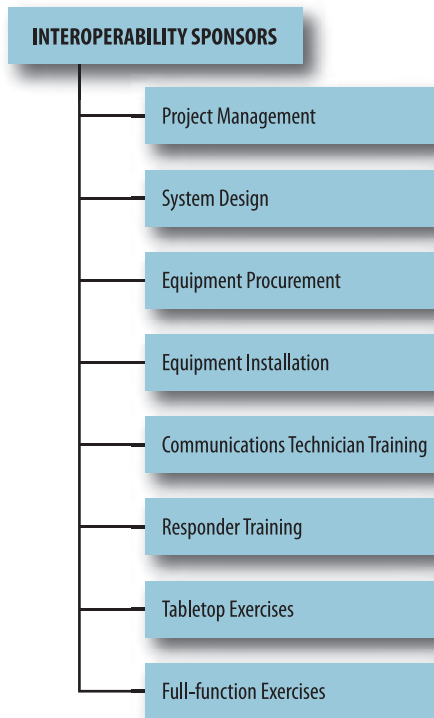 INTEROPERABILITY SPONSORS
Project Management
System Design
Equipment Procurement
Equipment Installation
Communications Technician Training
Responder Training
Tabletop Exercises
Full-function Exercises